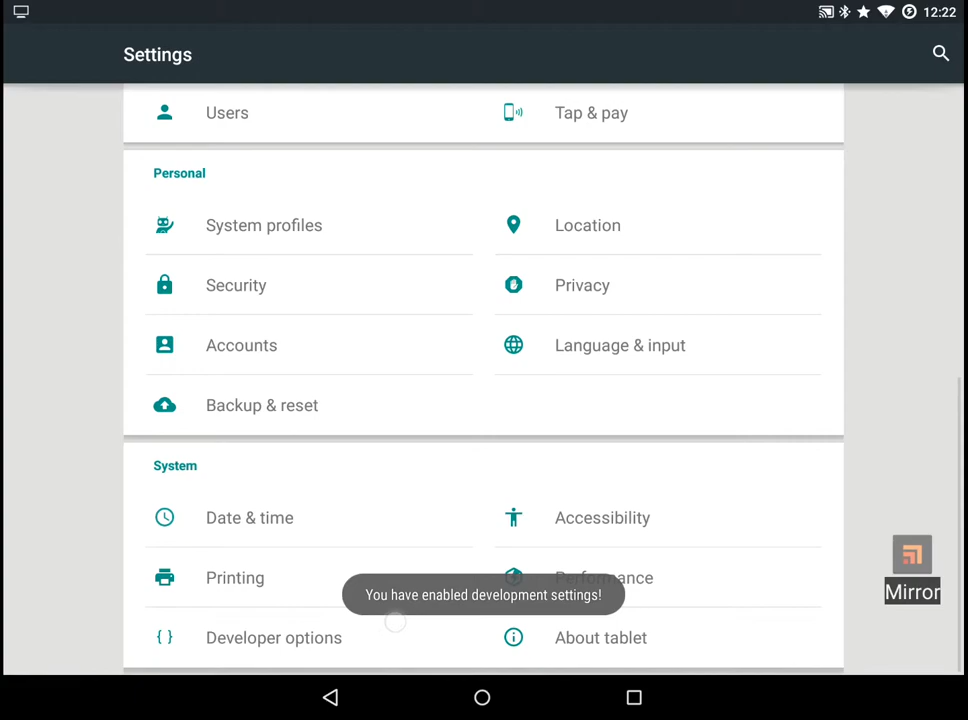 12:22
Settings
Users
Tap & pay
Personal
System profiles
Location
Security
Privacy
Accounts
Language & input
Backup & reset
System
Date & time
Accessibility
Printing
Performance
You have enabled development settings!
Developer options
About tablet
Mirror